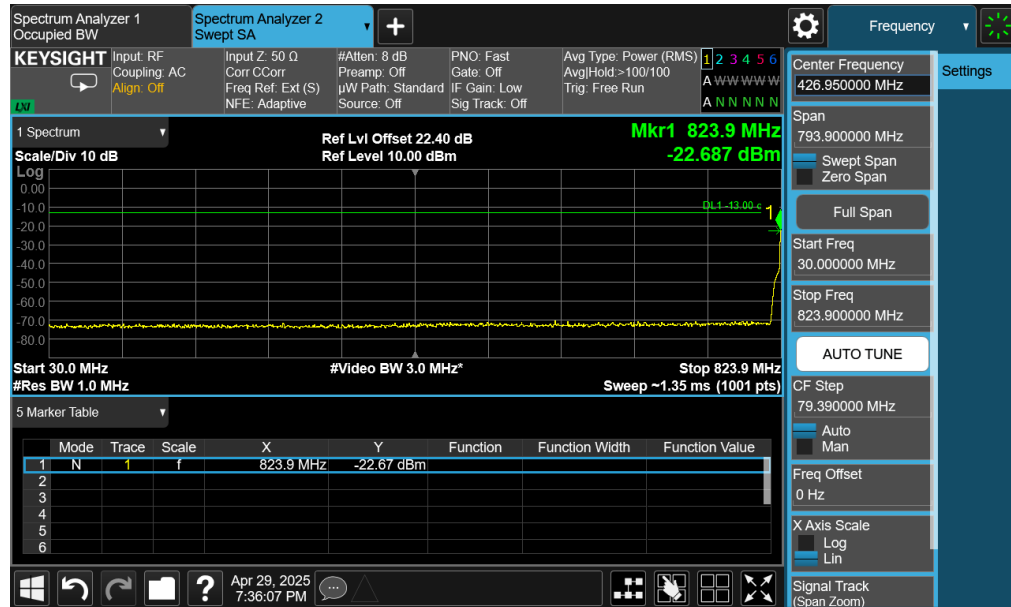 Spectrum Analyzer 1
Occupied BW
Spectrum Analyzer 2
Swept SA
Frequency
KEYSIGHT
LXI
Input: RF
Coupling: AC
Align: Off
Input Z: 50 Ω
Corr CCorr
Freq Ref: Ext (S)
NFE: Adaptive
#Atten: 8 dB
Preamp: Off
µW Path: Standard
Source: Off
PNO: Fast
Gate: Off
IF Gain: Low
Sig Track: Off
Avg Type: Power (RMS)
Avg|Hold:>100/100
Trig: Free Run
1 2 3 4 5 6
A W W W W W
A N N N N N
1 Spectrum
Scale/Div 10 dB
Ref Lvl Offset 22.40 dB
Ref Level 10.00 dBm
Mkr1 823.9 MHz
-22.687 dBm
Log
0.00
-10.0
-20.0
-30.0
-40.0
-50.0
-60.0
-70.0
-80.0
DL1 -13.00 
1
Start 30.0 MHz
#Res BW 1.0 MHz
#Video BW 3.0 MHz*
Stop 823.9 MHz
Sweep ~1.35 ms (1001 pts)
5 Marker Table
Mode Trace Scale X Y Function Function Width Function Value
1 N 1 f 823.9 MHz -22.67 dBm
2
3
4
5
6
Center Frequency
426.950000 MHz
Span
793.900000 MHz
Swept Span
Zero Span
Full Span
Start Freq
30.000000 MHz
Stop Freq
823.900000 MHz
AUTO TUNE
CF Step
79.390000 MHz
Auto
Man
Freq Offset
0 Hz
X Axis Scale
Log
Lin
Signal Track
(Span Zoom)
Settings
?
Apr 29, 2025
7:36:07 PM